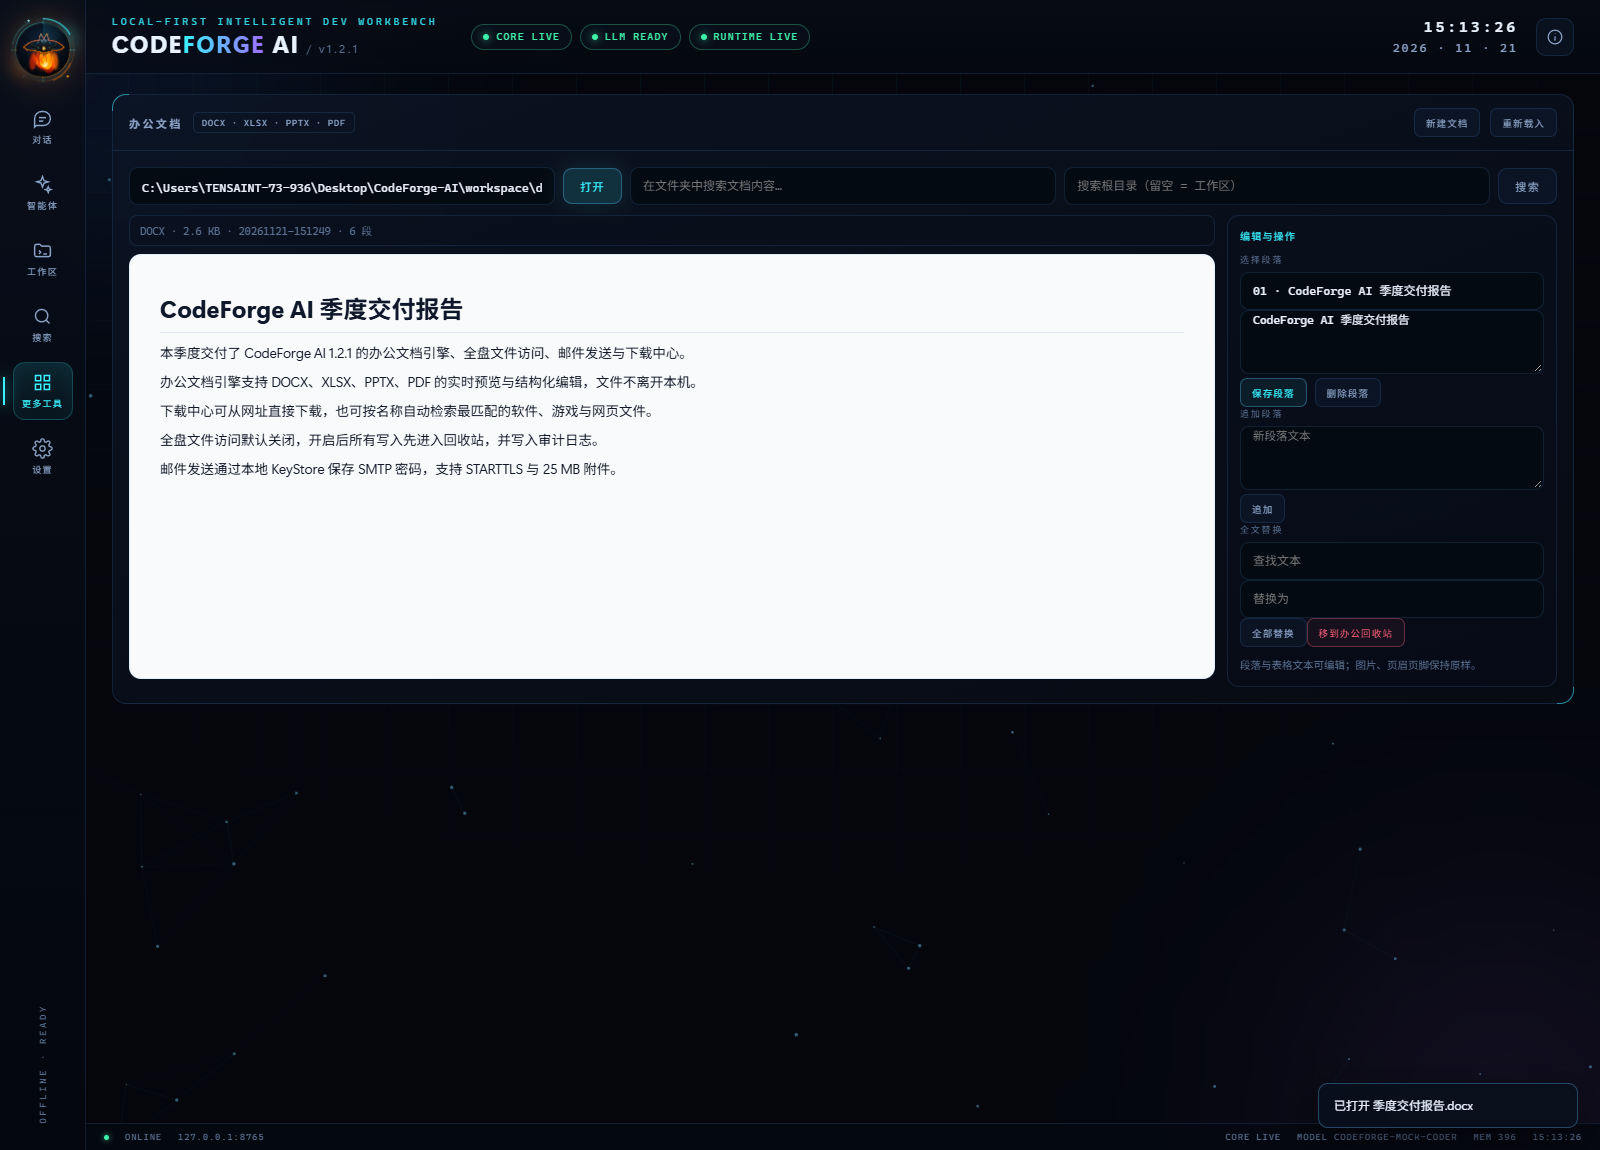 LOCAL-FIRST INTELLIGENT DEV WORKBENCH
CODEFORGE AI / v1.2.1
CORE LIVE
LLM READY
RUNTIME LIVE
15:13:26
2026 · 11 · 21
对话
智能体
工作区
搜索
更多工具
设置
OFFLINE · READY
办公文档
DOCX · XLSX · PPTX · PDF
新建文档
重新载入
C:\Users\TENSAINT-73-936\Desktop\CodeForge-AI\workspace\d
打开
在文件夹中搜索文档内容…
搜索根目录（留空 = 工作区）
搜索
DOCX · 2.6 KB · 20261121-151249 · 6 段
CodeForge AI 季度交付报告
本季度交付了 CodeForge AI 1.2.1 的办公文档引擎、全盘文件访问、邮件发送与下载中心。
办公文档引擎支持 DOCX、XLSX、PPTX、PDF 的实时预览与结构化编辑，文件不离开本机。
下载中心可从网址直接下载，也可按名称自动检索最匹配的软件、游戏与网页文件。
全盘文件访问默认关闭，开启后所有写入先进入回收站，并写入审计日志。
邮件发送通过本地 KeyStore 保存 SMTP 密码，支持 STARTTLS 与 25 MB 附件。
编辑与操作
选择段落
01 · CodeForge AI 季度交付报告
CodeForge AI 季度交付报告
保存段落
删除段落
追加段落
新段落文本
追加
全文替换
查找文本
替换为
全部替换
移到办公回收站
段落与表格文本可编辑；图片、页眉页脚保持原样。
已打开 季度交付报告.docx
ONLINE 127.0.0.1:8765
CORE LIVE MODEL CODEFORGE-MOCK-CODER MEM 396 15:13:26